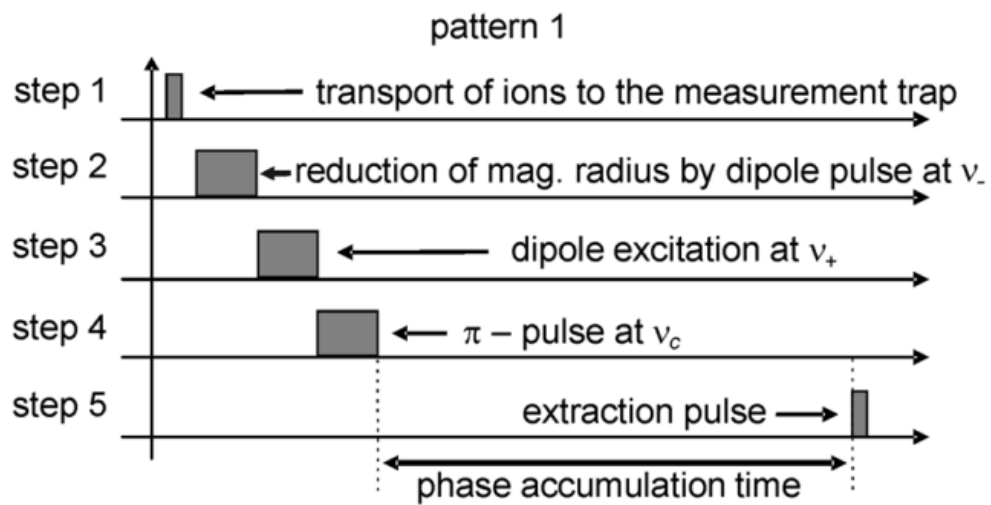 pattern 1
step 1 transport of ions to the measurement trap
step 2 reduction of mag. radius by dipole pulse at ν₋
step 3 dipole excitation at ν₊
step 4 π – pulse at ν_c
step 5 extraction pulse
phase accumulation time